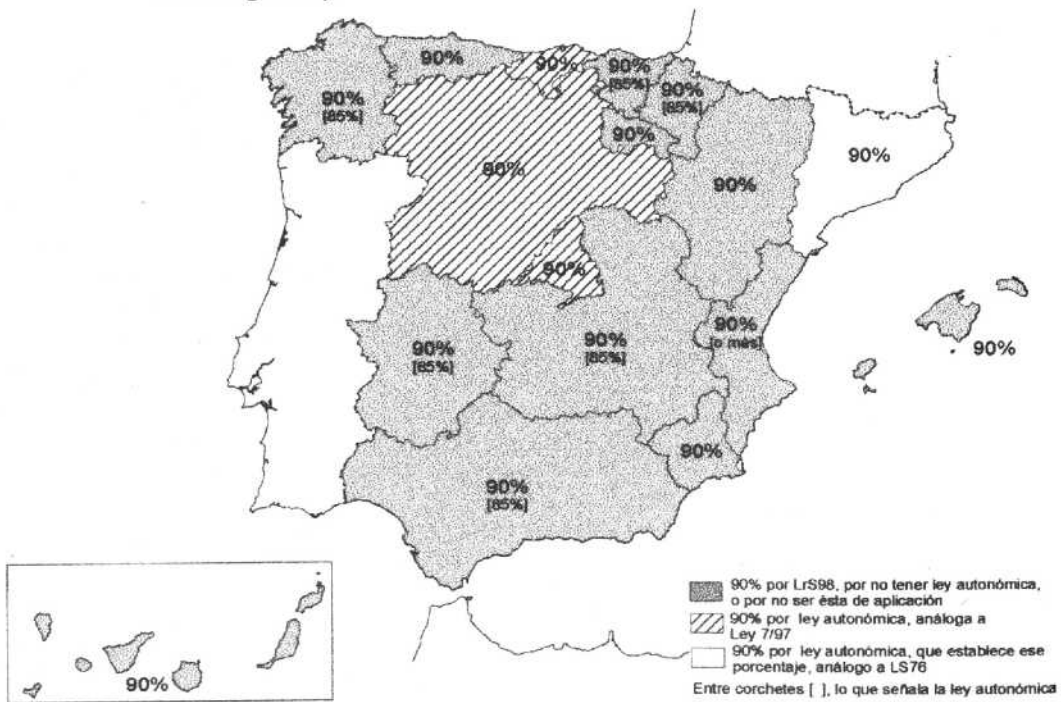 90%
90%
90%
[85%]
90%
[85%]
90%
[85%]
90%
90%
90%
90%
90%
90%
[85%]
90%
[85%]
90%
[o més]
90%
90%
90%
[85%]
90%
90% por LrS98, por no tener ley autonómica,
o por no ser ésta de aplicación
90% por ley autonómica, análoga a
Ley 7/97
90% por ley autonómica, que establece ese
porcentaje, análogo a LS76
Entre corchetes [ ], lo que señala la ley autonómica